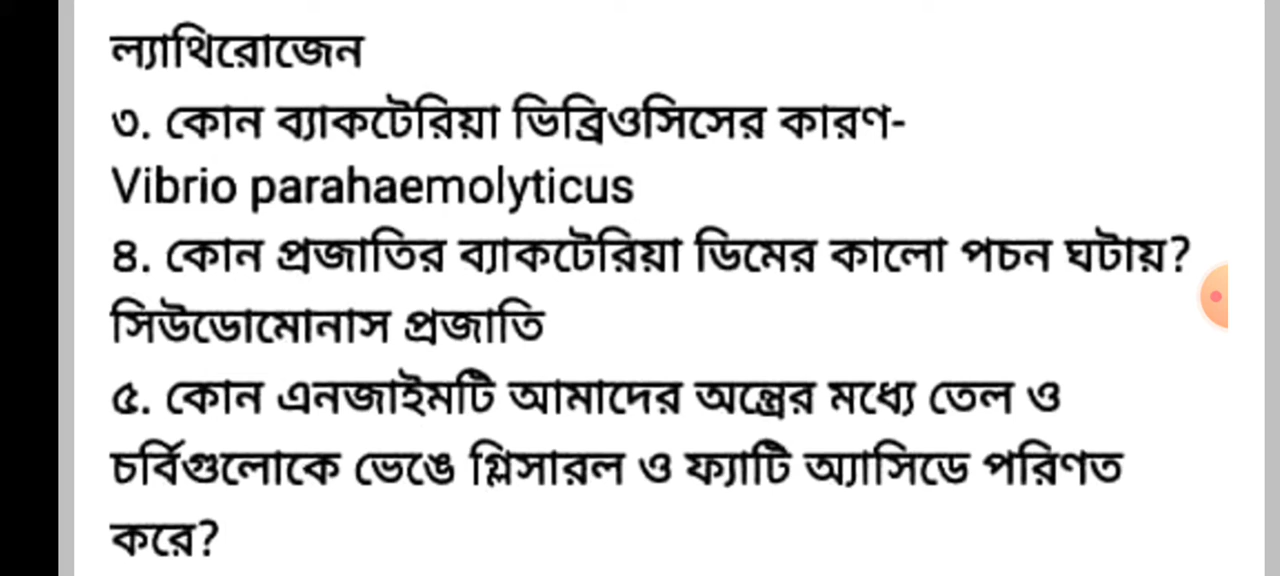 ল্যাথিরোজেন
৩. কোন ব্যাকটেরিয়া ভিব্রিওসিসের কারণ-
Vibrio parahaemolyticus
৪. কোন প্রজাতির ব্যাকটেরিয়া ডিমের কালো পচন ঘটায়?
সিউডোমোনাস প্রজাতি
৫. কোন এনজাইমটি আমাদের অন্ত্রের মধ্যে তেল ও
চর্বিগুলোকে ভেঙে গ্লিসারল ও ফ্যাটি অ্যাসিডে পরিণত
করে?